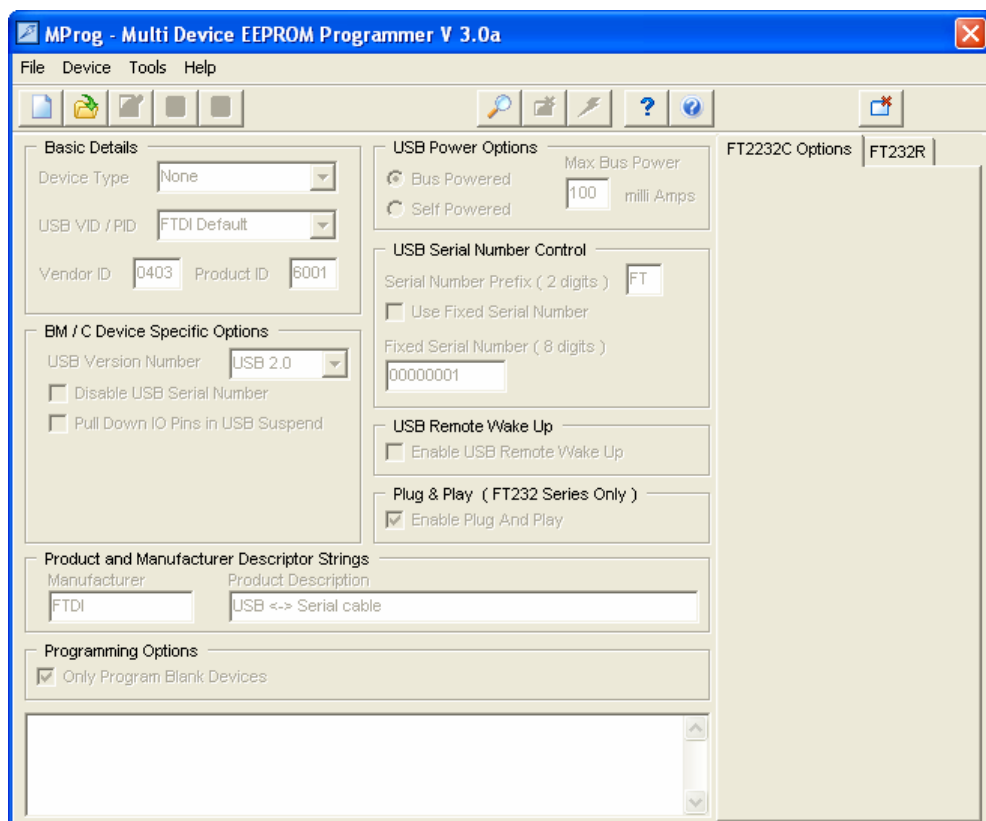 MProg - Multi Device EEPROM Programmer V 3.0a
File Device Tools Help
Basic Details
Device Type None
USB VID / PID FTDI Default
Vendor ID 0403 Product ID 6001
BM / C Device Specific Options
USB Version Number USB 2.0
Disable USB Serial Number
Pull Down IO Pins in USB Suspend
USB Power Options
Bus Powered
Self Powered
Max Bus Power
100 milli Amps
USB Serial Number Control
Serial Number Prefix ( 2 digits ) FT
Use Fixed Serial Number
Fixed Serial Number ( 8 digits )
00000001
USB Remote Wake Up
Enable USB Remote Wake Up
Plug & Play ( FT232 Series Only )
Enable Plug And Play
Product and Manufacturer Descriptor Strings
Manufacturer Product Description
FTDI USB <-> Serial cable
Programming Options
Only Program Blank Devices
FT2232C Options FT232R